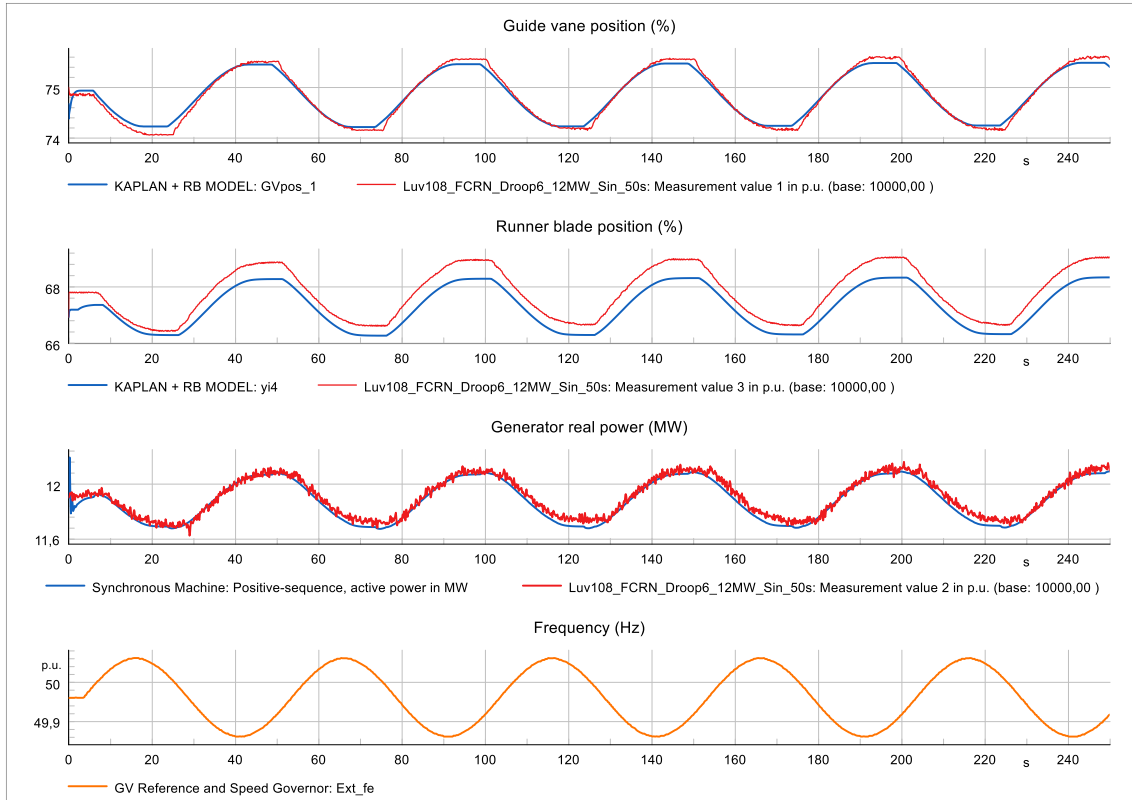 Guide vane position (%)
75
74
0 20 40 60 80 100 120 140 160 180 200 220 s 240
KAPLAN + RB MODEL: GVpos_1 Luv108_FCRN_Droop6_12MW_Sin_50s: Measurement value 1 in p.u. (base: 10000,00 )
Runner blade position (%)
68
66
0 20 40 60 80 100 120 140 160 180 200 220 s 240
KAPLAN + RB MODEL: yi4 Luv108_FCRN_Droop6_12MW_Sin_50s: Measurement value 3 in p.u. (base: 10000,00 )
Generator real power (MW)
12
11,6
0 20 40 60 80 100 120 140 160 180 200 220 s 240
Synchronous Machine: Positive-sequence, active power in MW Luv108_FCRN_Droop6_12MW_Sin_50s: Measurement value 2 in p.u. (base: 10000,00 )
Frequency (Hz)
p.u.
50
49,9
0 20 40 60 80 100 120 140 160 180 200 220 s 240
GV Reference and Speed Governor: Ext_fe